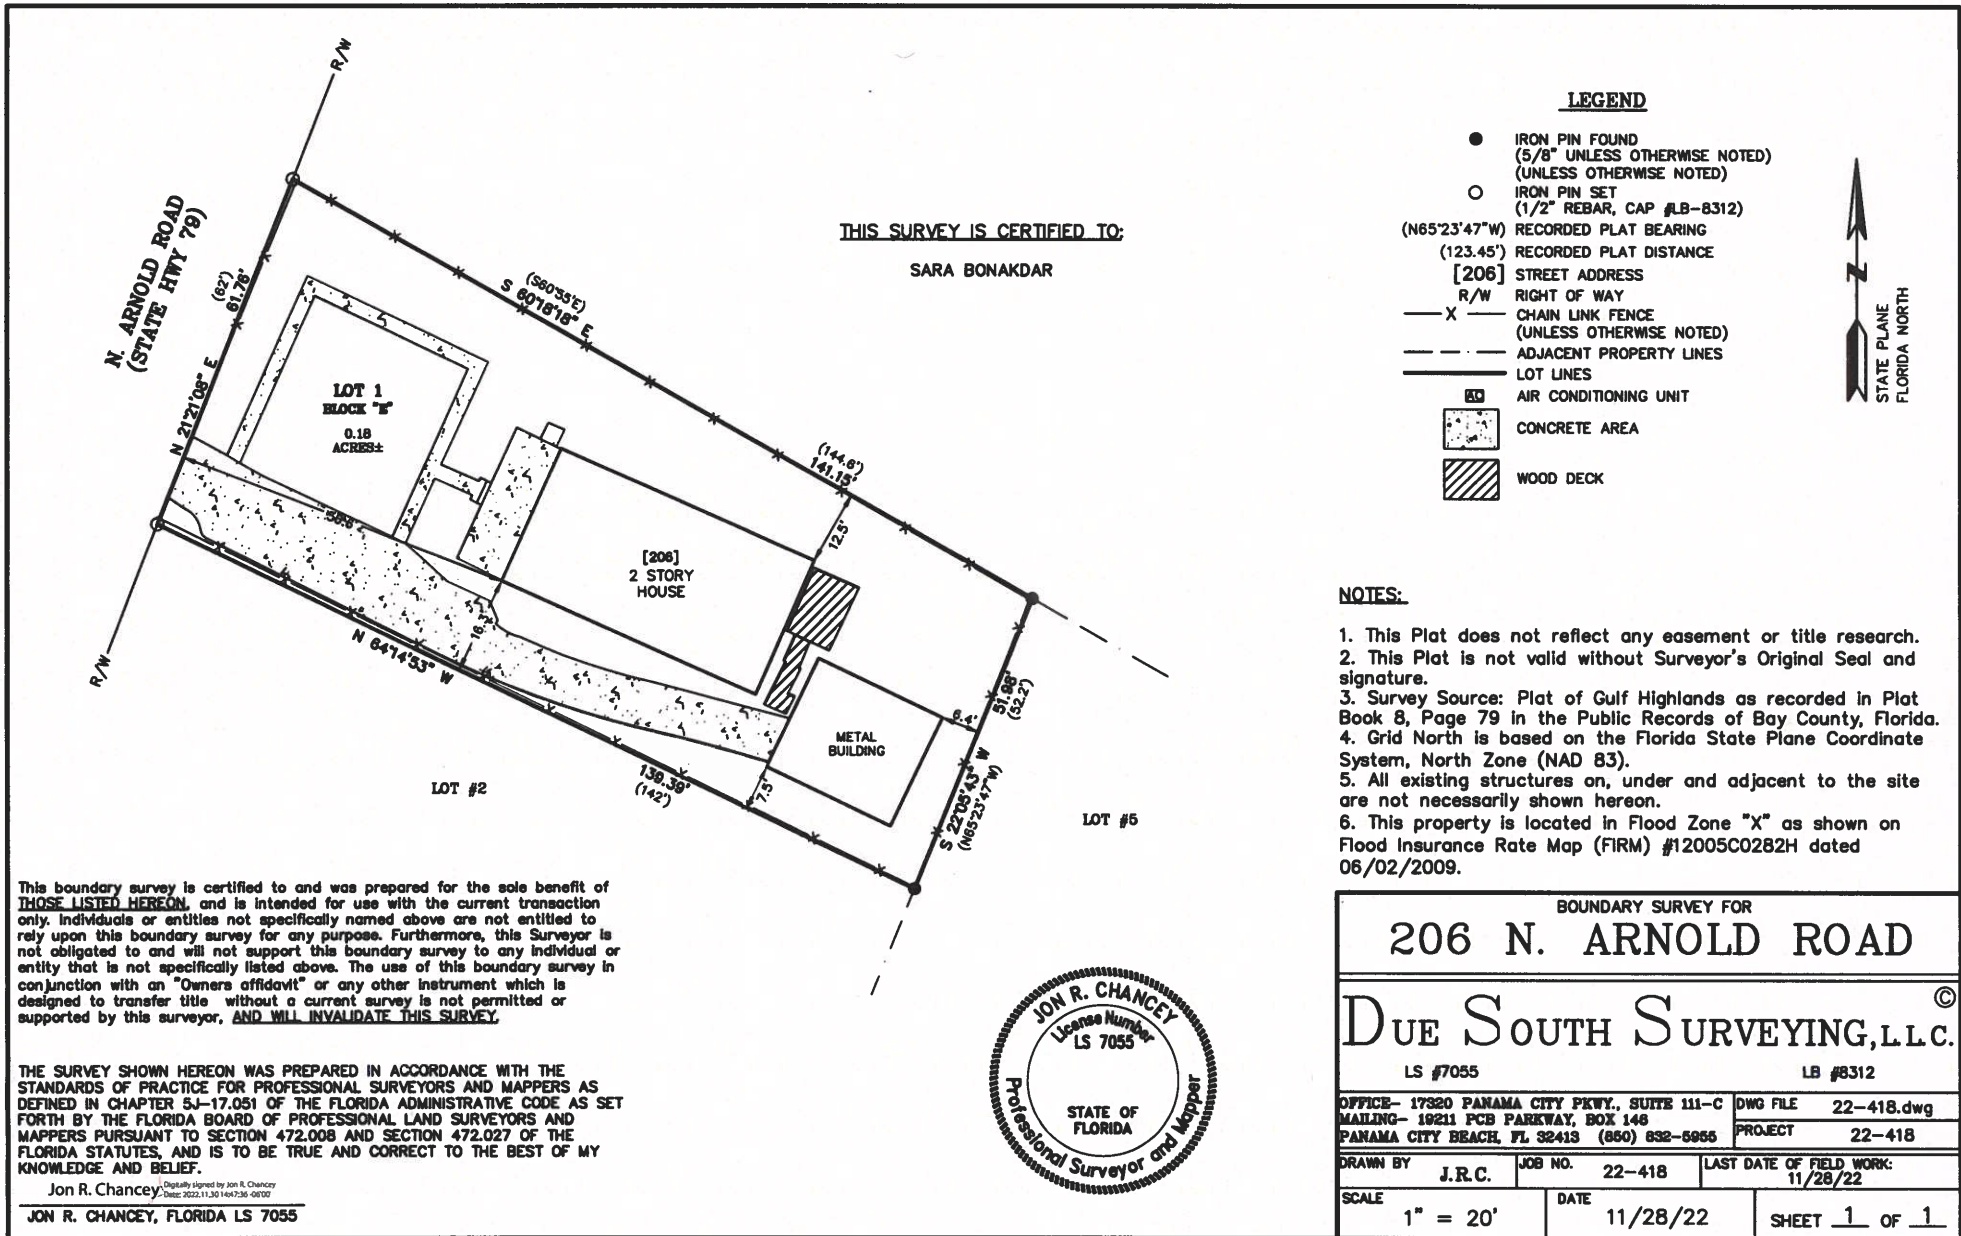 R/W
N. ARNOLD ROAD
(STATE HWY 79)
(62')
61.76'
N 21°21'08" E
(S60°55'E)
S 60°18'18" E
LOT 1
BLOCK "E"
0.18
ACRES±
58.6'
(144.6')
141.15'
12.5'
[206]
2 STORY
HOUSE
16.3'
N 64°14'53" W
R/W
METAL
BUILDING
6.4'
51.98'
(52.2')
S 22°05'43" W
(N65°23'47"W)
7.5'
139.39'
(142')
LOT #2
LOT #5
THIS SURVEY IS CERTIFIED TO:
SARA BONAKDAR
LEGEND
IRON PIN FOUND
(5/8" UNLESS OTHERWISE NOTED)
(UNLESS OTHERWISE NOTED)
IRON PIN SET
(1/2" REBAR, CAP #LB-8312)
(N65°23'47"W) RECORDED PLAT BEARING
(123.45') RECORDED PLAT DISTANCE
[206] STREET ADDRESS
R/W RIGHT OF WAY
X CHAIN LINK FENCE
(UNLESS OTHERWISE NOTED)
ADJACENT PROPERTY LINES
LOT LINES
AC AIR CONDITIONING UNIT
CONCRETE AREA
WOOD DECK
N
STATE PLANE
FLORIDA NORTH
NOTES:
1. This Plat does not reflect any easement or title research.
2. This Plat is not valid without Surveyor's Original Seal and
signature.
3. Survey Source: Plat of Gulf Highlands as recorded in Plat
Book 8, Page 79 in the Public Records of Bay County, Florida.
4. Grid North is based on the Florida State Plane Coordinate
System, North Zone (NAD 83).
5. All existing structures on, under and adjacent to the site
are not necessarily shown hereon.
6. This property is located in Flood Zone "X" as shown on
Flood Insurance Rate Map (FIRM) #12005C0282H dated
06/02/2009.
This boundary survey is certified to and was prepared for the sole benefit of
THOSE LISTED HEREON, and is intended for use with the current transaction
only. Individuals or entities not specifically named above are not entitled to
rely upon this boundary survey for any purpose. Furthermore, this Surveyor is
not obligated to and will not support this boundary survey to any individual or
entity that is not specifically listed above. The use of this boundary survey in
conjunction with an "Owners affidavit" or any other instrument which is
designed to transfer title without a current survey is not permitted or
supported by this surveyor, AND WILL INVALIDATE THIS SURVEY.
THE SURVEY SHOWN HEREON WAS PREPARED IN ACCORDANCE WITH THE
STANDARDS OF PRACTICE FOR PROFESSIONAL SURVEYORS AND MAPPERS AS
DEFINED IN CHAPTER 5J-17.051 OF THE FLORIDA ADMINISTRATIVE CODE AS SET
FORTH BY THE FLORIDA BOARD OF PROFESSIONAL LAND SURVEYORS AND
MAPPERS PURSUANT TO SECTION 472.008 AND SECTION 472.027 OF THE
FLORIDA STATUTES, AND IS TO BE TRUE AND CORRECT TO THE BEST OF MY
KNOWLEDGE AND BELIEF.
Jon R. Chancey
Digitally signed by Jon R. Chancey
Date: 2022.11.30 14:47:36 -06'00'
JON R. CHANCEY, FLORIDA LS 7055
JON R. CHANCEY
License Number
LS 7055
STATE OF
FLORIDA
Professional Surveyor and Mapper
BOUNDARY SURVEY FOR
206 N. ARNOLD ROAD
DUE SOUTH SURVEYING, L.L.C. ©
LS #7055 LB #8312
OFFICE- 17320 PANAMA CITY PKWY., SUITE 111-C
MAILING- 19211 PCB PARKWAY, BOX 146
PANAMA CITY BEACH, FL 32413 (850) 832-5955
DWG FILE 22-418.dwg
PROJECT 22-418
DRAWN BY J.R.C.
JOB NO. 22-418
LAST DATE OF FIELD WORK:
11/28/22
SCALE 1" = 20'
DATE 11/28/22
SHEET 1 OF 1